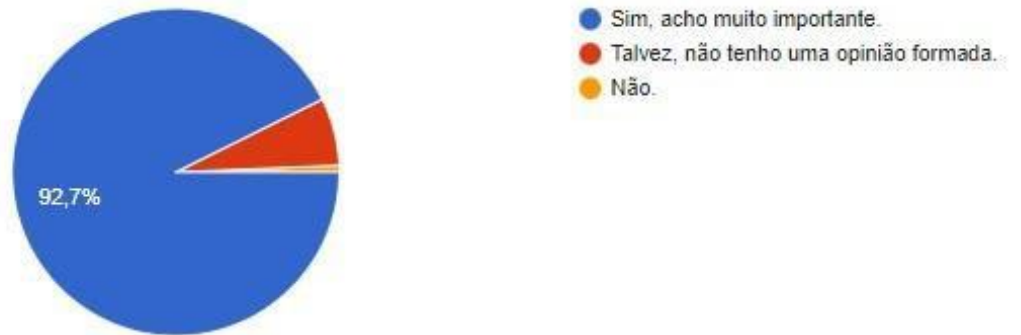 Sim, acho muito importante.
Talvez, não tenho uma opinião formada.
Não.
92,7%